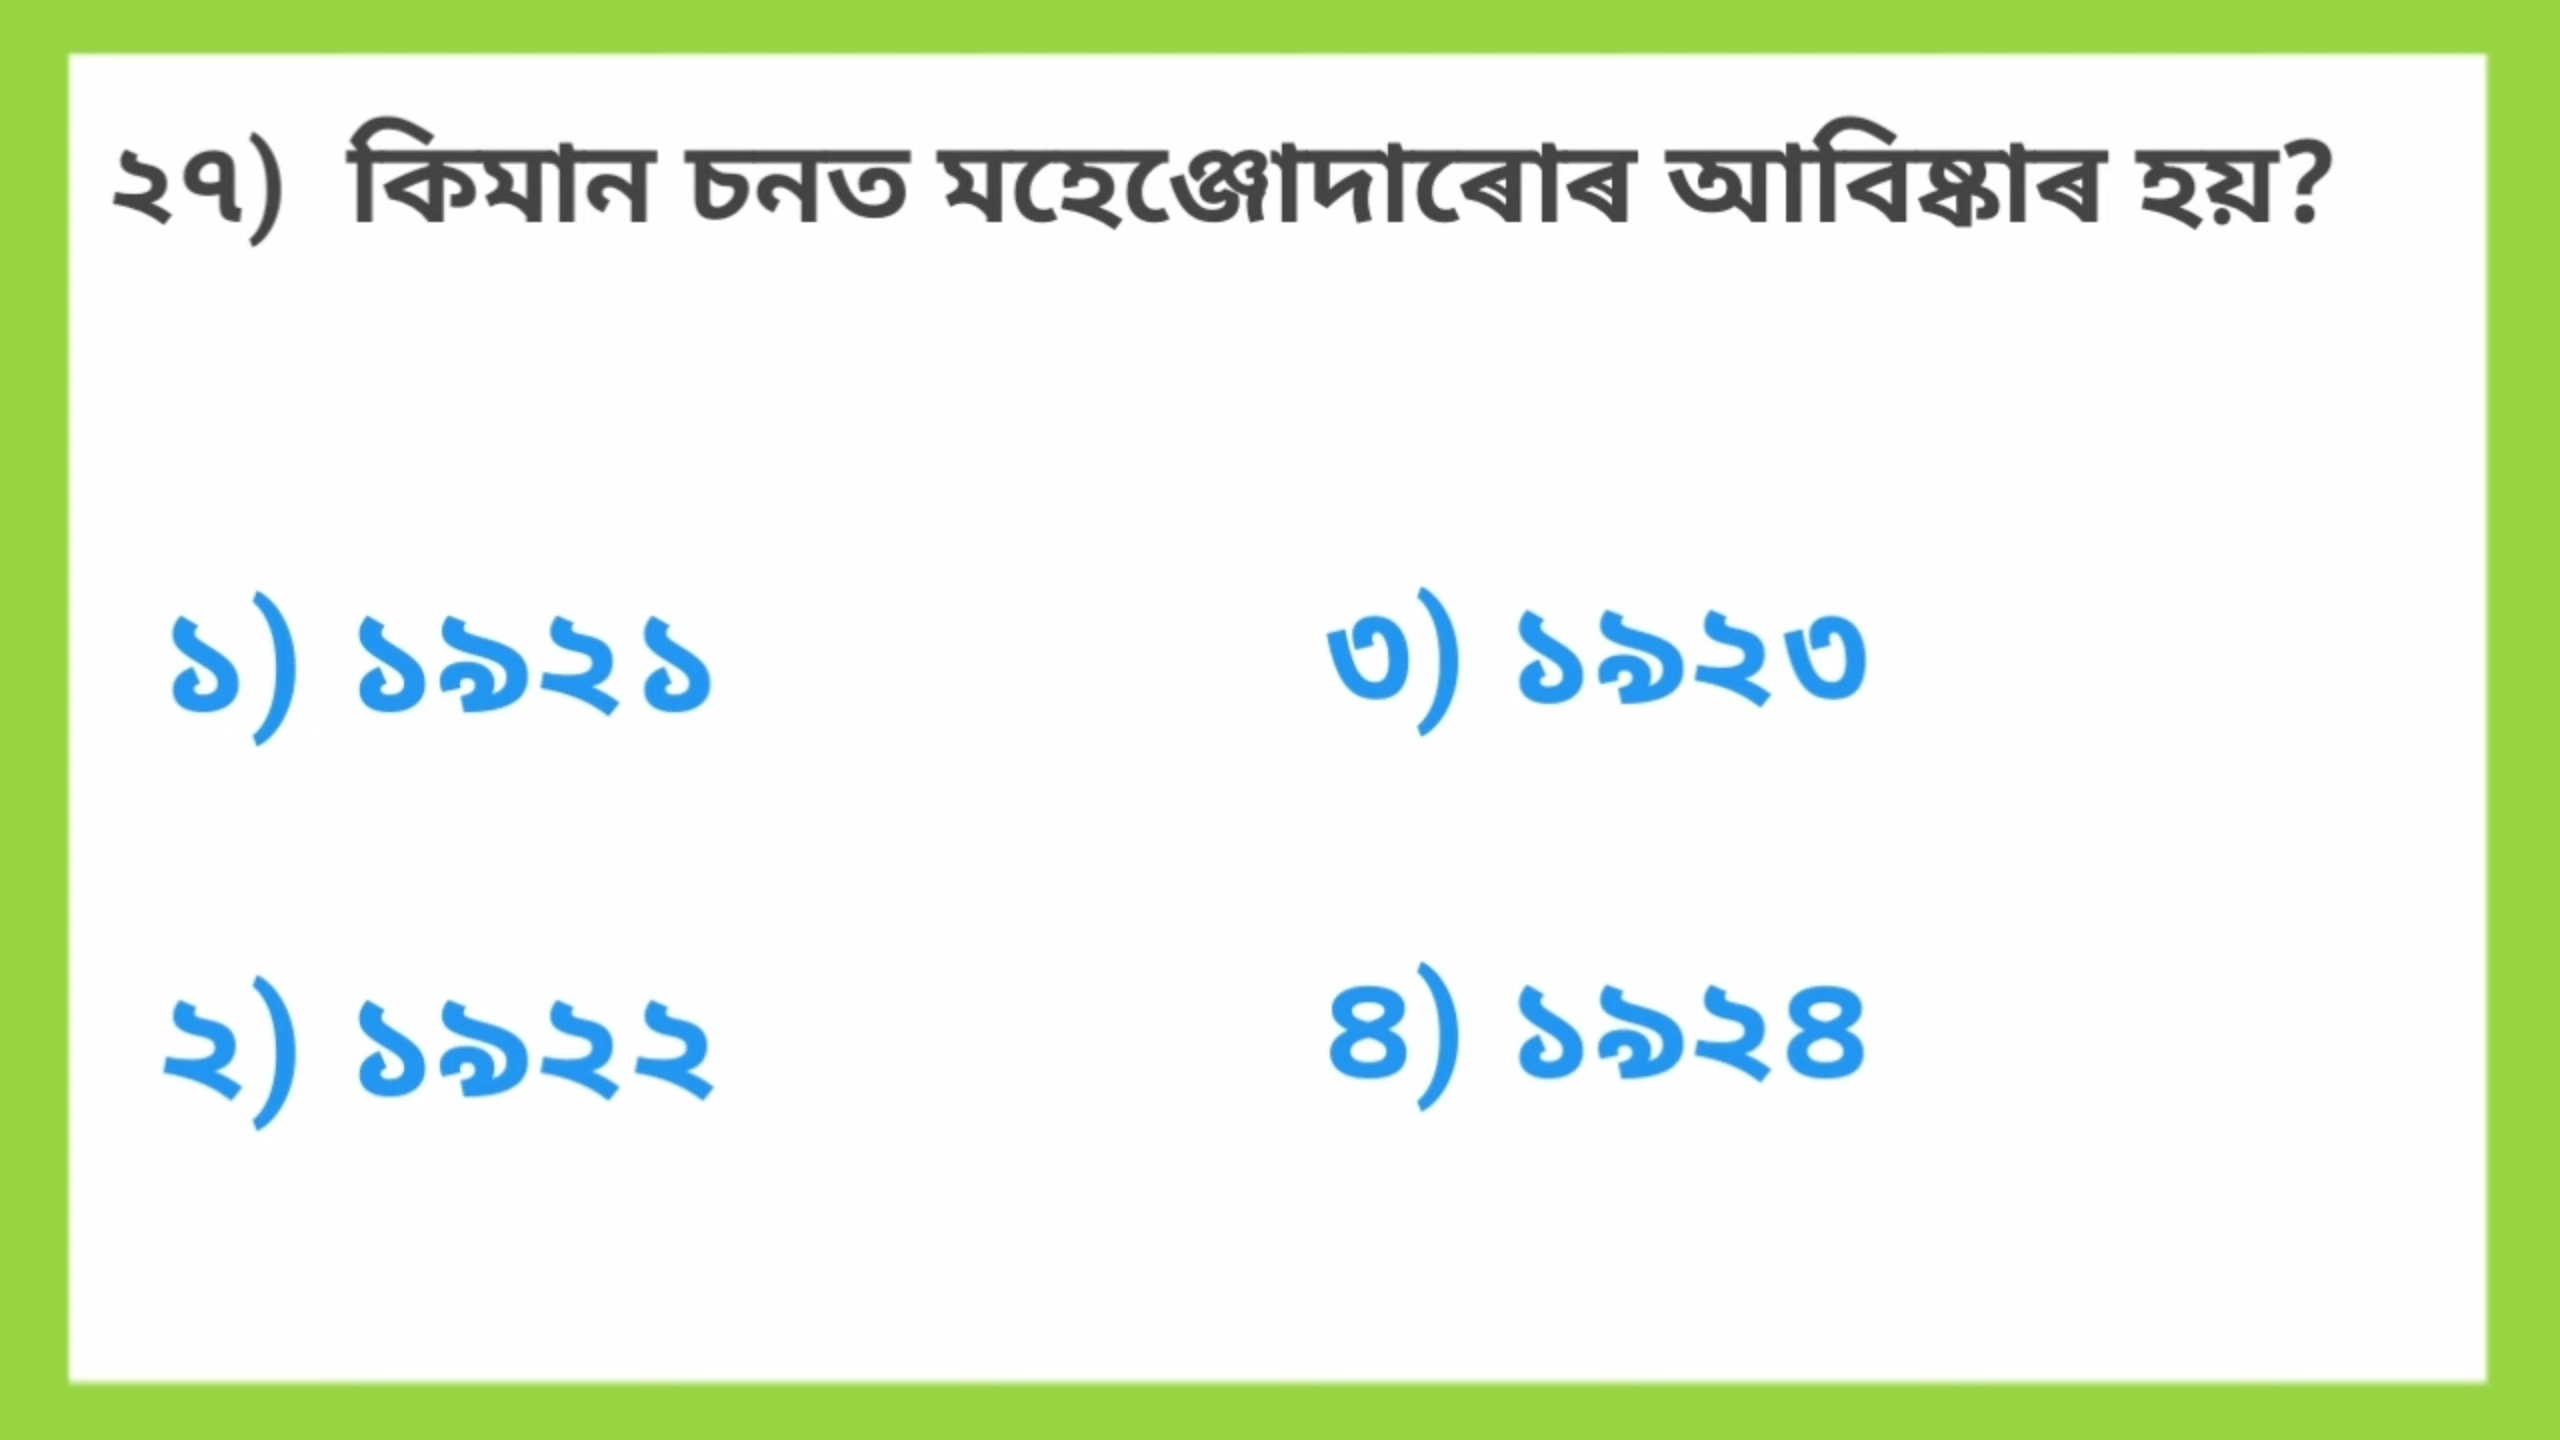 ২৭) কিমান চনত মহেঞ্জোদাৰোৰ আবিষ্কাৰ হয়?
১) ১৯২১
৩) ১৯২৩
২) ১৯২২
৪) ১৯২৪